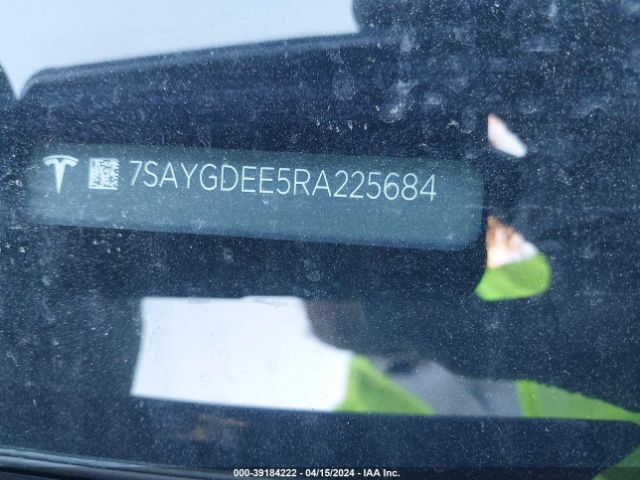 7SAYGDEE5RA225684
000-39184222 - 04/15/2024 - IAA Inc.